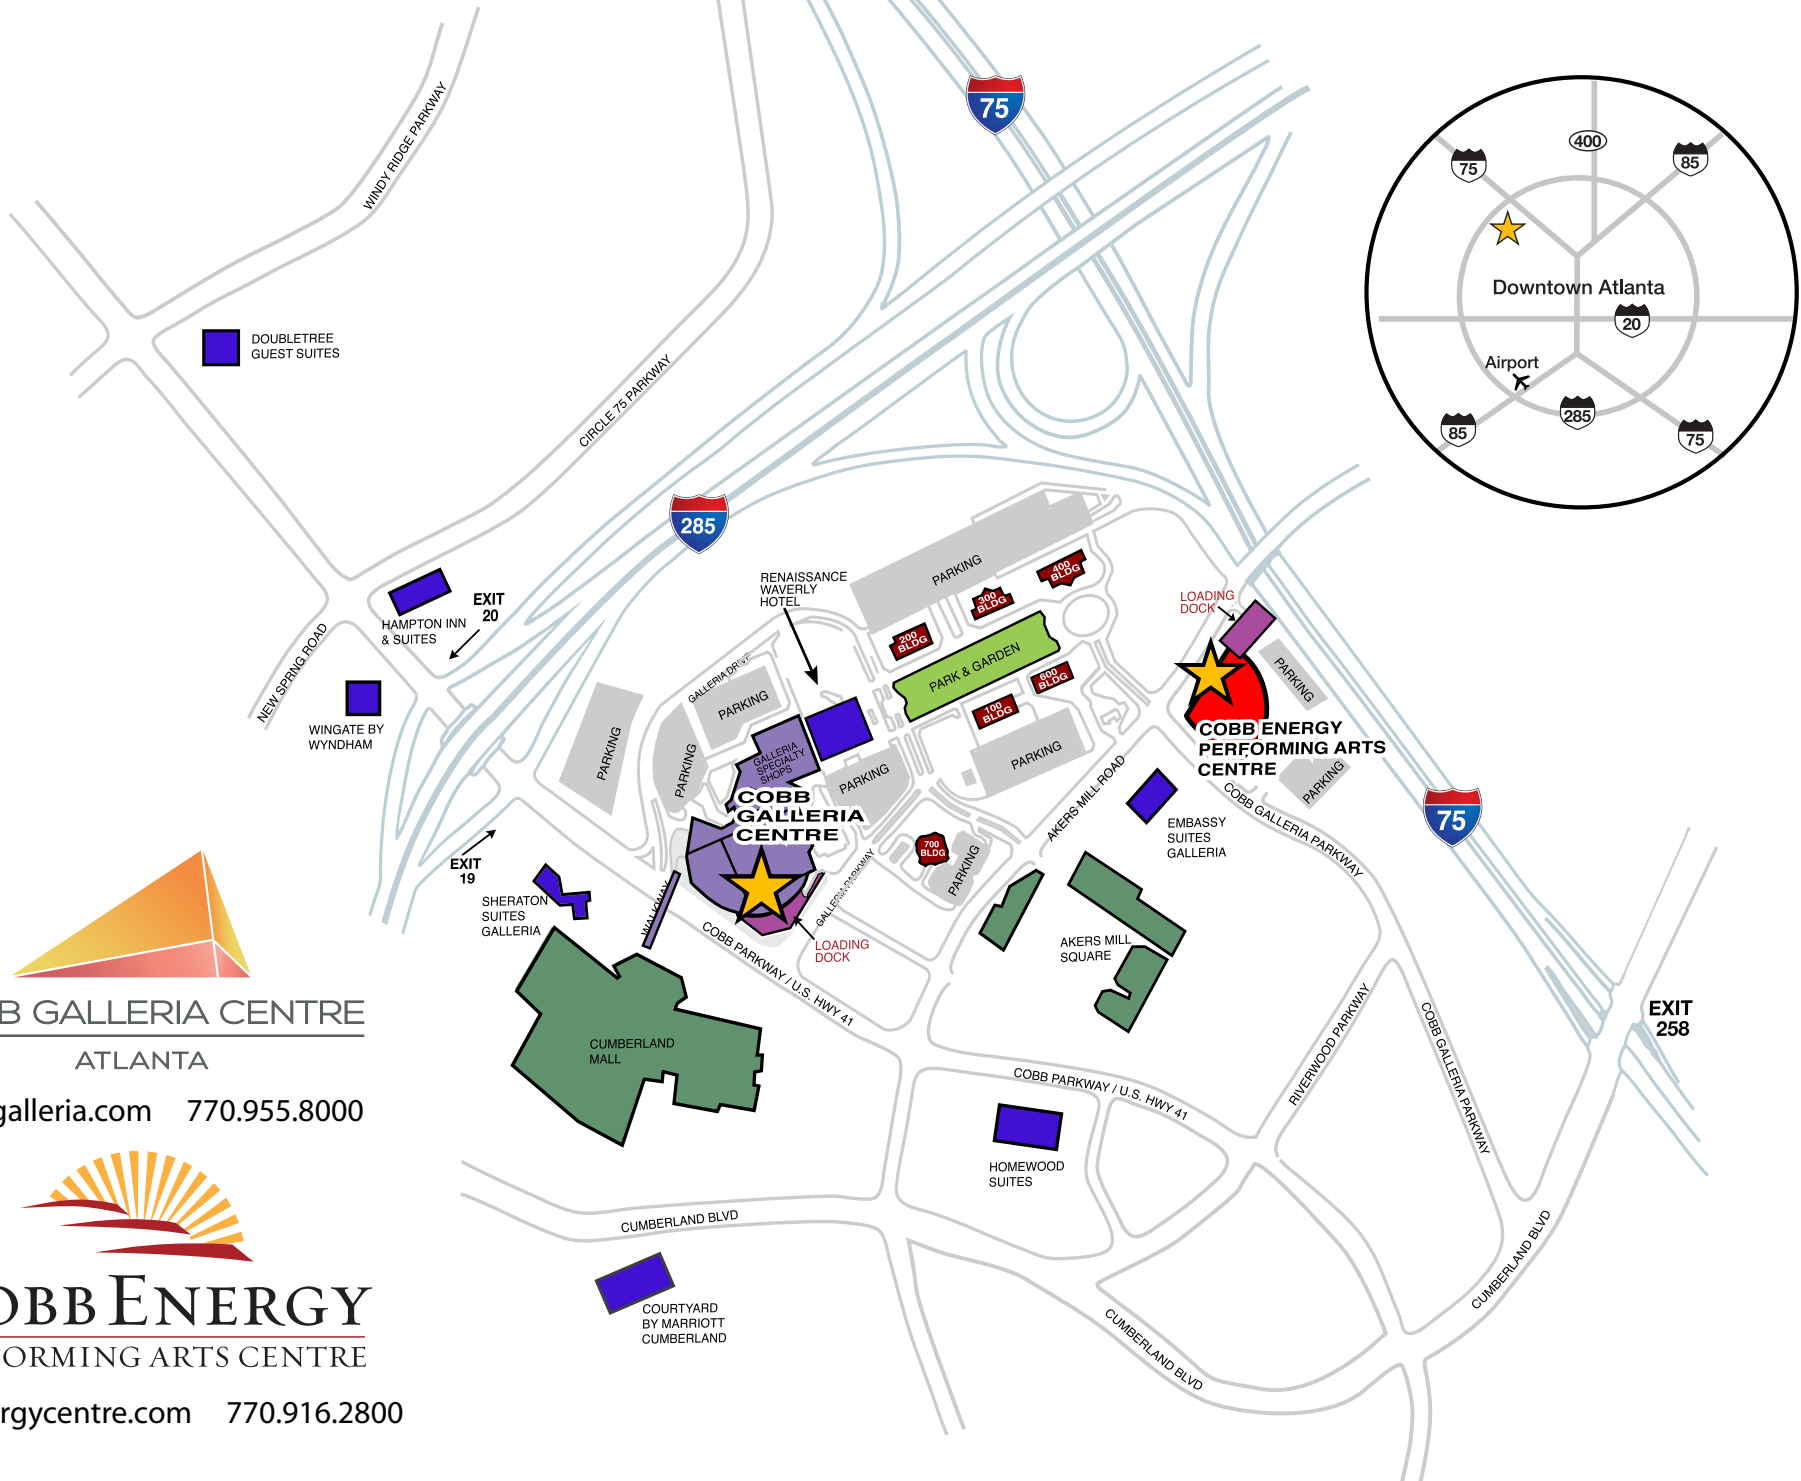 75
WINDY RIDGE PARKWAY
400
75
85
Downtown Atlanta
20
Airport
85
285
75
DOUBLETREE
GUEST SUITES
CIRCLE 75 PARKWAY
285
HAMPTON INN
& SUITES
EXIT
20
NEW SPRING ROAD
WINGATE BY
WYNDHAM
RENAISSANCE
WAVERLY
HOTEL
PARKING
400
BLDG
300
BLDG
200
BLDG
PARK & GARDEN
600
BLDG
100
BLDG
LOADING
DOCK
PARKING
GALLERIA DRIVE
PARKING
PARKING
PARKING
GALLERIA
SPECIALTY
SHOPS
PARKING
PARKING
COBB ENERGY
PERFORMING ARTS
CENTRE
PARKING
COBB
GALLERIA
CENTRE
700
BLDG
PARKING
AKERS MILL ROAD
EMBASSY
SUITES
GALLERIA
COBB GALLERIA PARKWAY
75
EXIT
19
SHERATON
SUITES
GALLERIA
WALKWAY
GALLERIA PARKWAY
LOADING
DOCK
COBB PARKWAY / U.S. HWY 41
AKERS MILL
SQUARE
CUMBERLAND
MALL
EXIT
258
RIVERWOOD PARKWAY
COBB GALLERIA PARKWAY
COBB PARKWAY / U.S. HWY 41
HOMEWOOD
SUITES
CUMBERLAND BLVD
COURTYARD
BY MARRIOTT
CUMBERLAND
CUMBERLAND BLVD
CUMBERLAND BLVD
B GALLERIA CENTRE
ATLANTA
galleria.com 770.955.8000
OBB ENERGY
FORMING ARTS CENTRE
rgycentre.com 770.916.2800